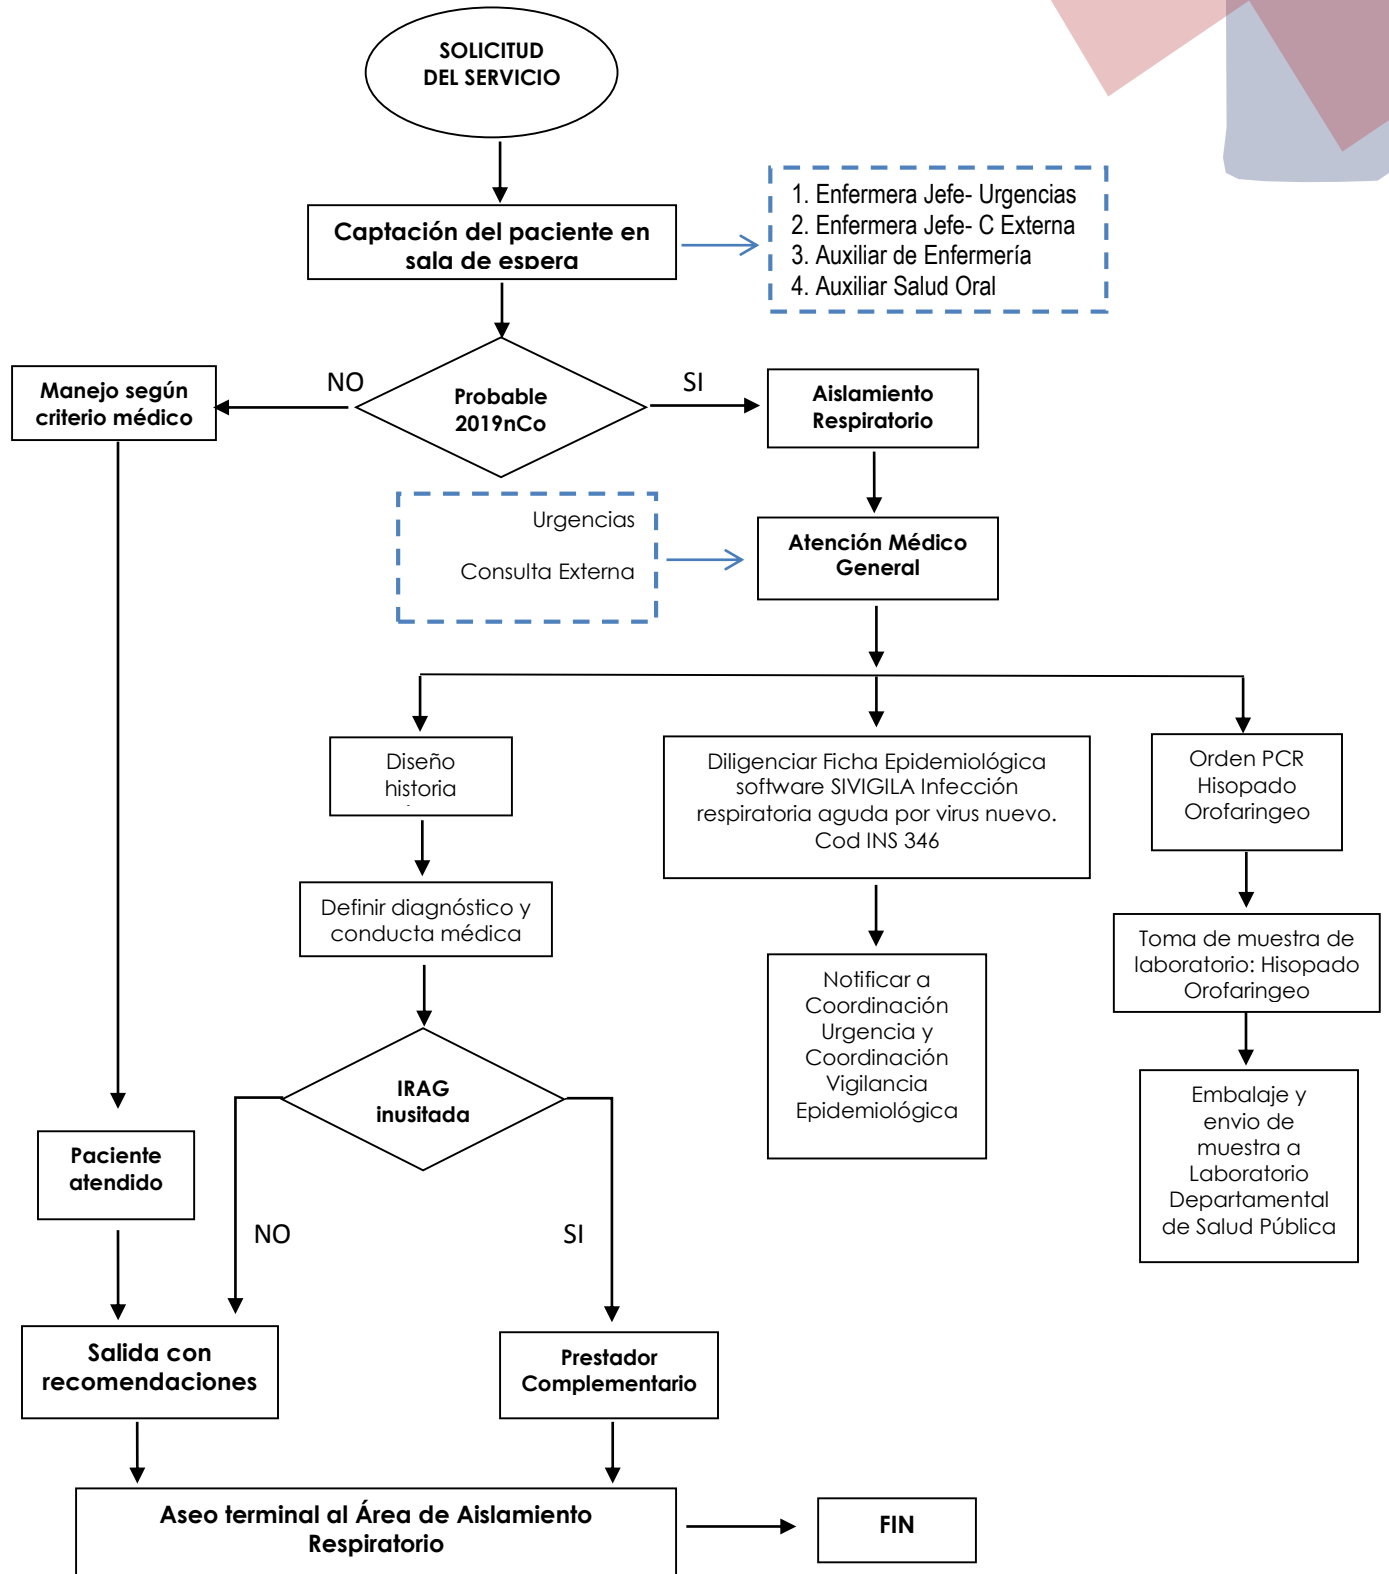 SOLICITUD
DEL SERVICIO
Captación del paciente en
sala de espera
1. Enfermera Jefe- Urgencias
2. Enfermera Jefe- C Externa
3. Auxiliar de Enfermería
4. Auxiliar Salud Oral
NO
Probable
2019nCo
SI
Manejo según
criterio médico
Aislamiento
Respiratorio
Urgencias
Consulta Externa
Atención Médico
General
Diseño
historia
Diligenciar Ficha Epidemiológica
software SIVIGILA Infección
respiratoria aguda por virus nuevo.
Cod INS 346
Orden PCR
Hisopado
Orofaringeo
Definir diagnóstico y
conducta médica
Notificar a
Coordinación
Urgencia y
Coordinación
Vigilancia
Epidemiológica
Toma de muestra de
laboratorio: Hisopado
Orofaringeo
IRAG
inusitada
Embalaje y
envio de
muestra a
Laboratorio
Departamental
de Salud Pública
Paciente
atendido
NO
SI
Salida con
recomendaciones
Prestador
Complementario
Aseo terminal al Área de Aislamiento
Respiratorio
FIN